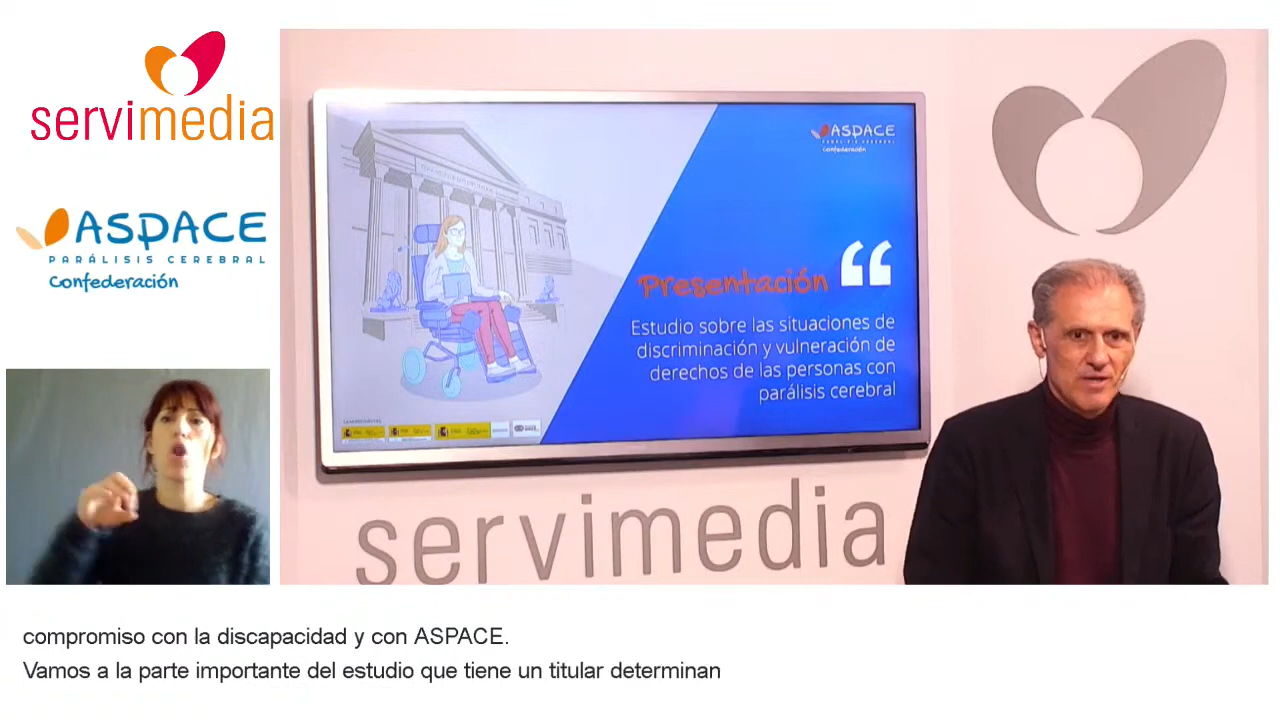 servimedia
ASPACE
PARÁLISIS CEREBRAL
Confederación
ASPACE
PARÁLISIS CEREBRAL
Confederación
Presentación
Estudio sobre las situaciones de
discriminación y vulneración de
derechos de las personas con
parálisis cerebral
servimedia
compromiso con la discapacidad y con ASPACE.
Vamos a la parte importante del estudio que tiene un titular determinan